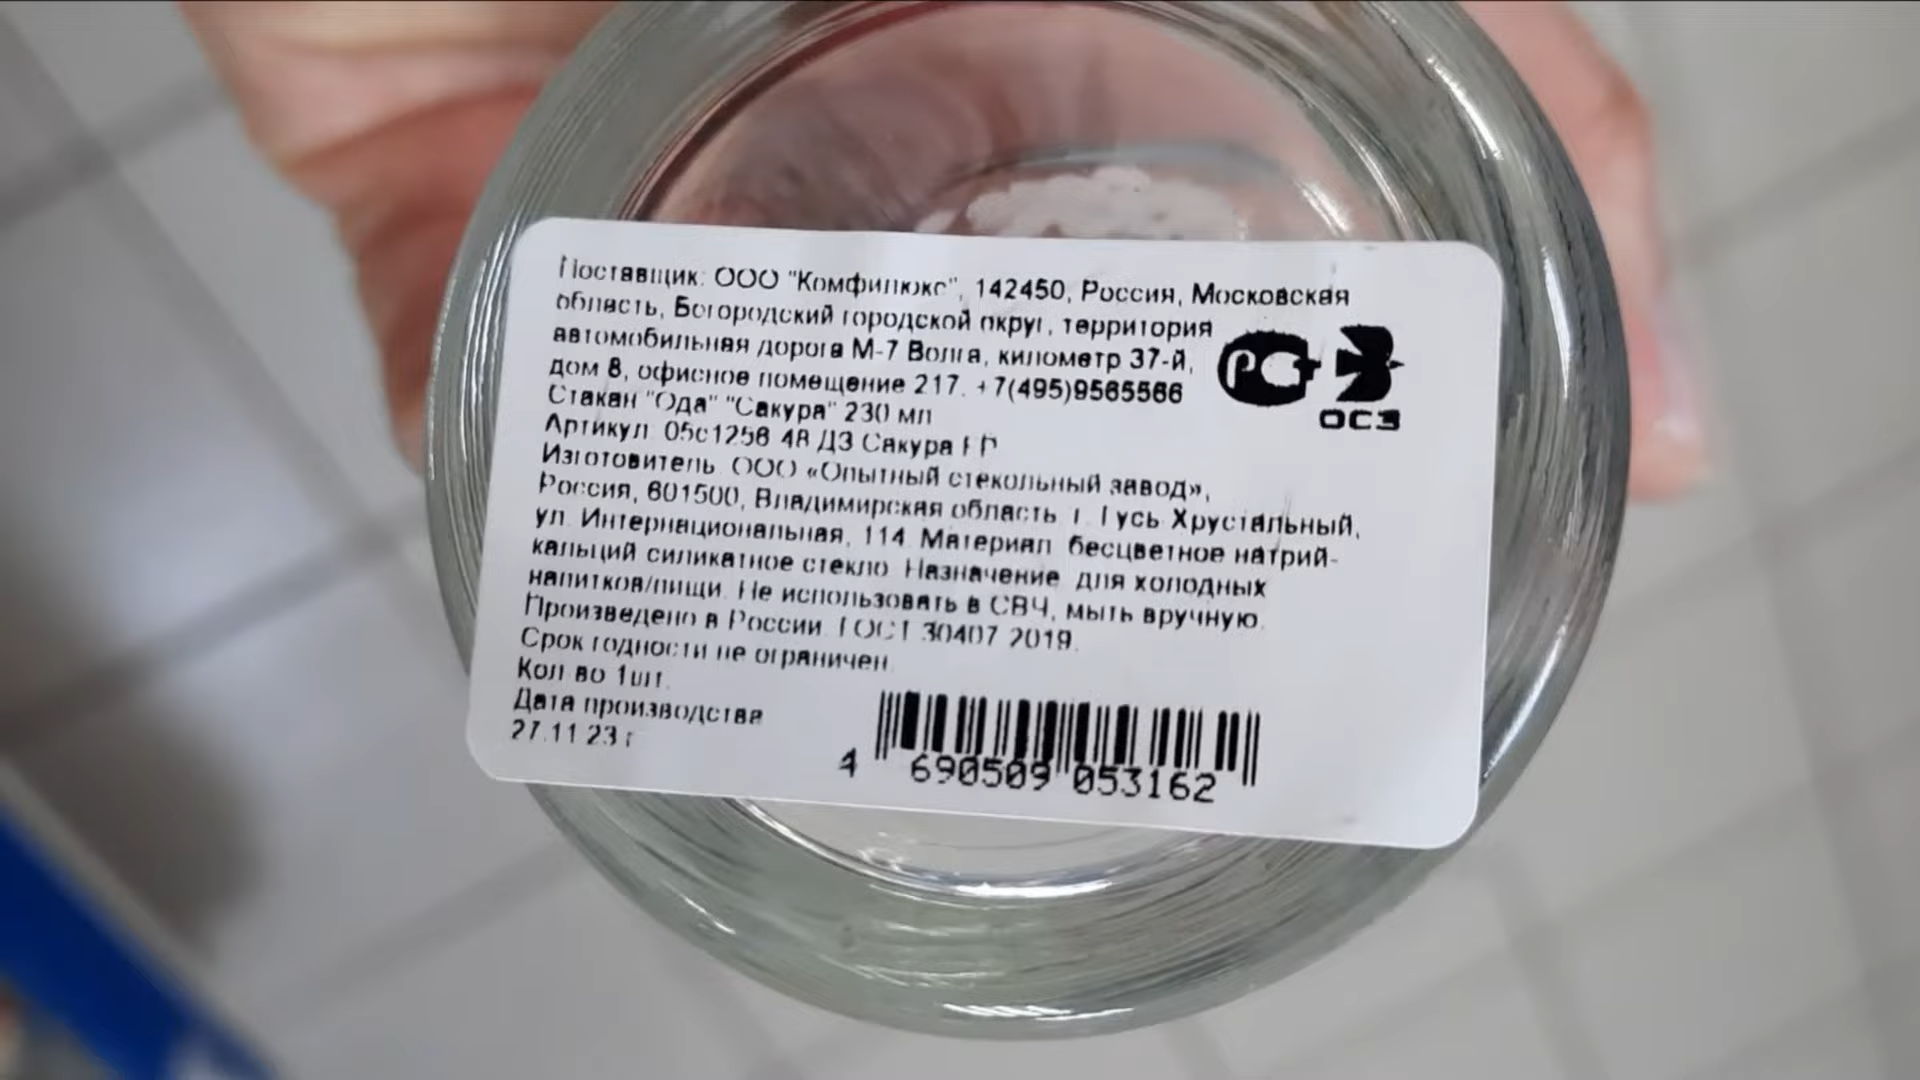 Поставщик: ООО "Комфилюкс", 142450, Россия, Московская
область, Богородский городской округ, территория
автомобильная дорога М-7 Волга, километр 37-й,
дом 8, офисное помещение 217. +7(495)9565566
Стакан "Ода" "Сакура" 230 мл
Артикул: 05с1256 ДЗ Сакура
Изготовитель: ООО «Опытный стекольный завод»,
Россия, 601500, Владимирская область г. Гусь Хрустальный,
ул. Интернациональная, 114. Материал: бесцветное натрий-
кальций силикатное стекло. Назначение: для холодных
напитков/пищи. Не использовать в СВЧ, мыть вручную.
Произведено в России. ГОСТ 30407 2019.
Срок годности не ограничен.
Кол-во 1шт.
Дата производства
27.11.23 г
РСТ
ОСЗ
4 690509 053162